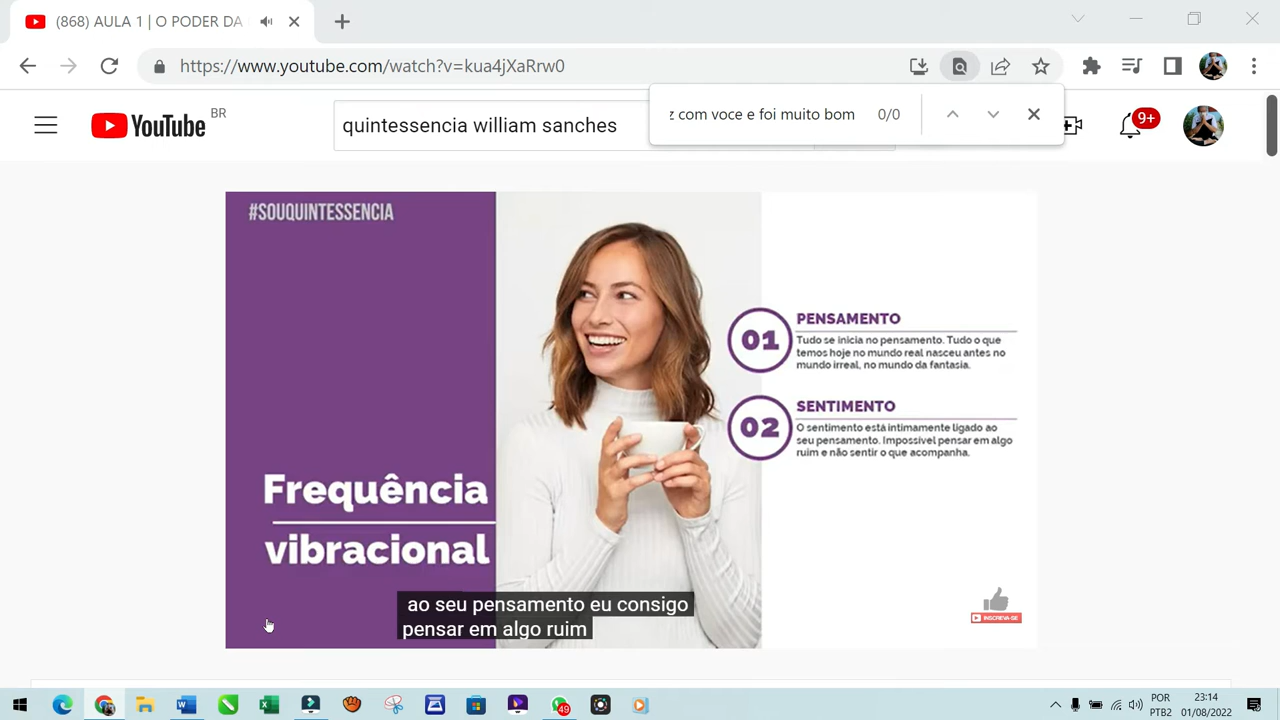 (868) AULA 1 | O PODER DA
https://www.youtube.com/watch?v=kua4jXaRrw0
YouTube BR
quintessencia william sanches
z com voce e foi muito bom 0/0
9+
#SOUQUINTESSENCIA
01 PENSAMENTO
Tudo se inicia no pensamento. Tudo o que
temos hoje no mundo real nasceu antes no
mundo irreal, no mundo da fantasia.
02 SENTIMENTO
O sentimento está intimamente ligado ao
seu pensamento. Impossível pensar em algo
ruim e não sentir o que acompanha.
Frequência
vibracional
ao seu pensamento eu consigo
pensar em algo ruim
INSCREVA-SE
49
POR
PTB2
23:14
01/08/2022